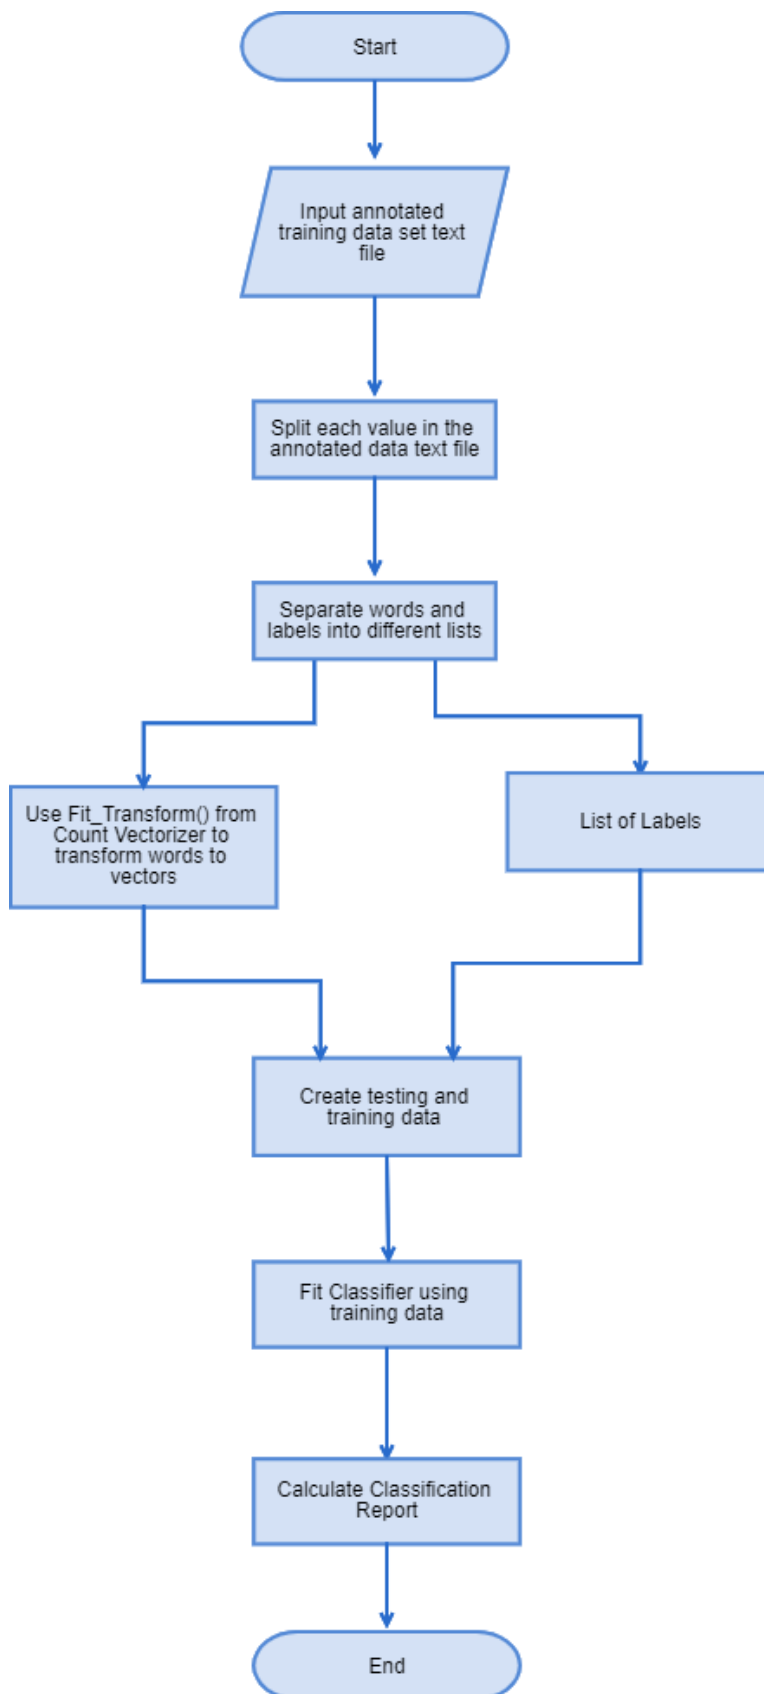 Start
Input annotated
training data set text
file
Split each value in the
annotated data text file
Separate words and
labels into different lists
Use Fit_Transform() from
Count Vectorizer to
transform words to
vectors
List of Labels
Create testing and
training data
Fit Classifier using
training data
Calculate Classification
Report
End